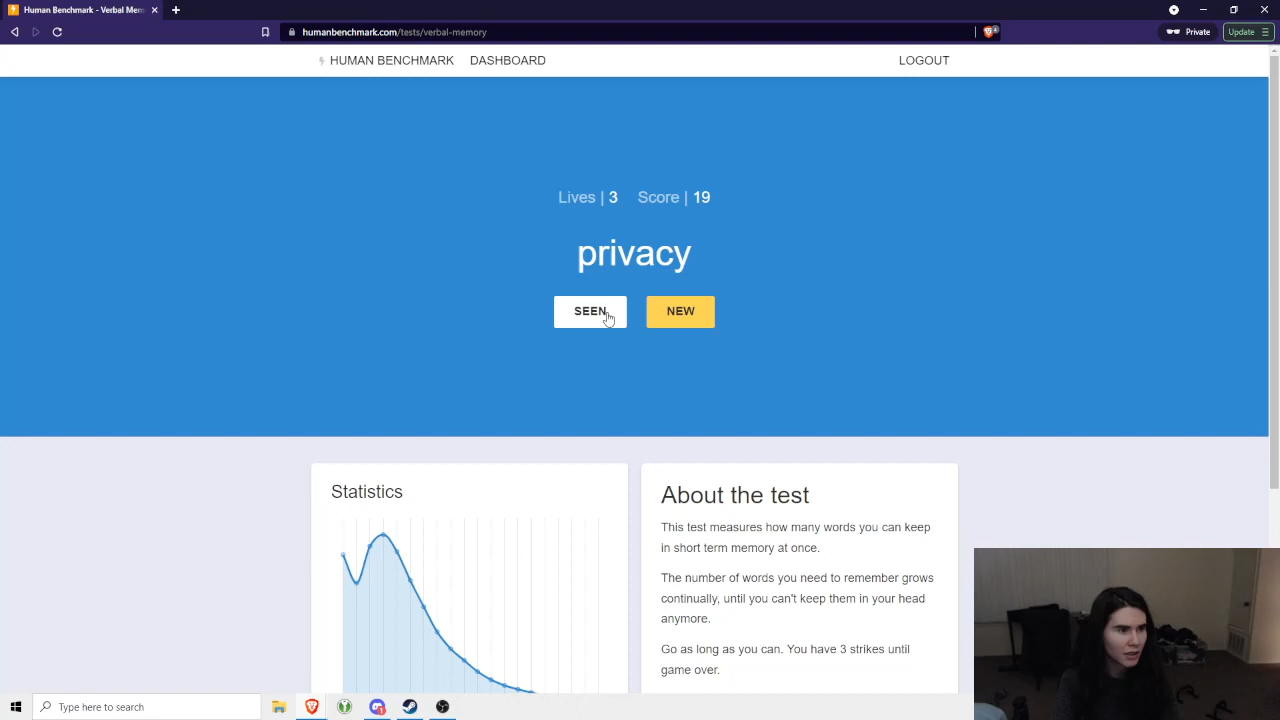 Human Benchmark - Verbal Mem
humanbenchmark.com/tests/verbal-memory
Private
Update
HUMAN BENCHMARK
DASHBOARD
LOGOUT
Lives | 3
Score | 19
privacy
SEEN
NEW
Statistics
About the test
This test measures how many words you can keep
in short term memory at once.
The number of words you need to remember grows
continually, until you can't keep them in your head
anymore.
Go as long as you can. You have 3 strikes until
game over.
Type here to search